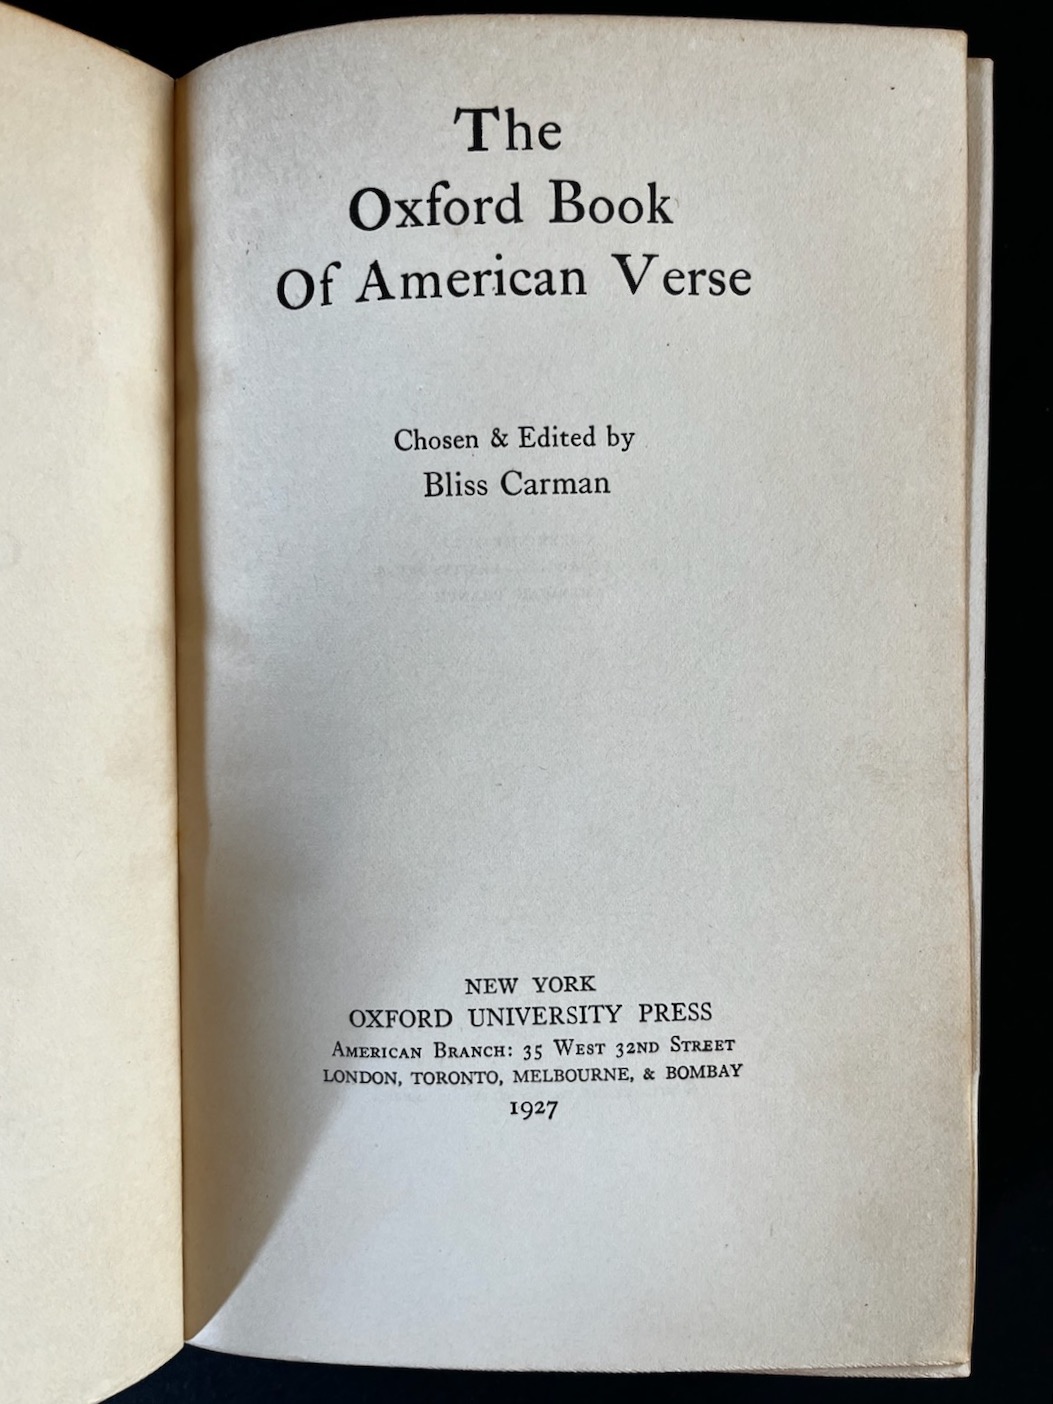 The
Oxford Book
Of American Verse
Chosen & Edited by
Bliss Carman
NEW YORK
OXFORD UNIVERSITY PRESS
AMERICAN BRANCH: 35 WEST 32ND STREET
LONDON, TORONTO, MELBOURNE, & BOMBAY
1927